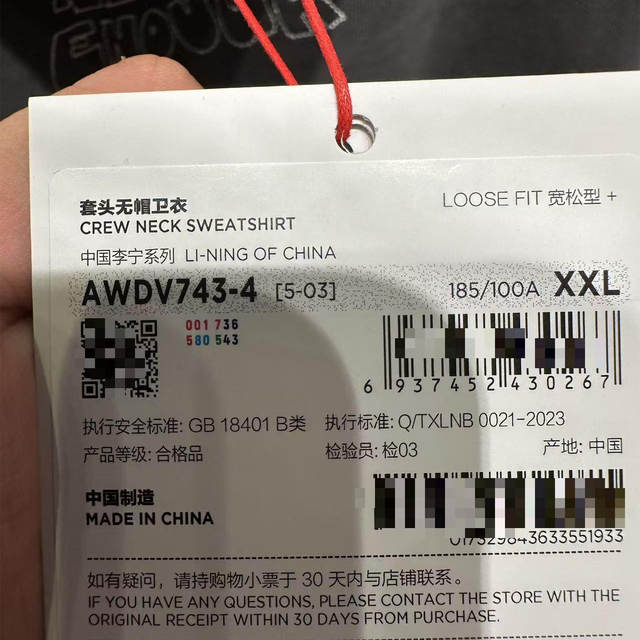 套头无帽卫衣
LOOSE FIT 宽松型 +
CREW NECK SWEATSHIRT
中国李宁系列 LI-NING OF CHINA
AWDV743-4 [5-03] 185/100A XXL
001 736
580 543
6 937452 430267
执行安全标准: GB 18401 B类 执行标准: Q/TXLNB 0021-2023
产品等级: 合格品 检验员: 检03 产地: 中国
中国制造
MADE IN CHINA
017329843633551933
如有疑问，请持购物小票于 30 天内与店铺联系。
IF YOU HAVE ANY QUESTIONS, PLEASE CONTACT THE STORE WITH THE
ORIGINAL RECEIPT WITHIN 30 DAYS FROM PURCHASE.